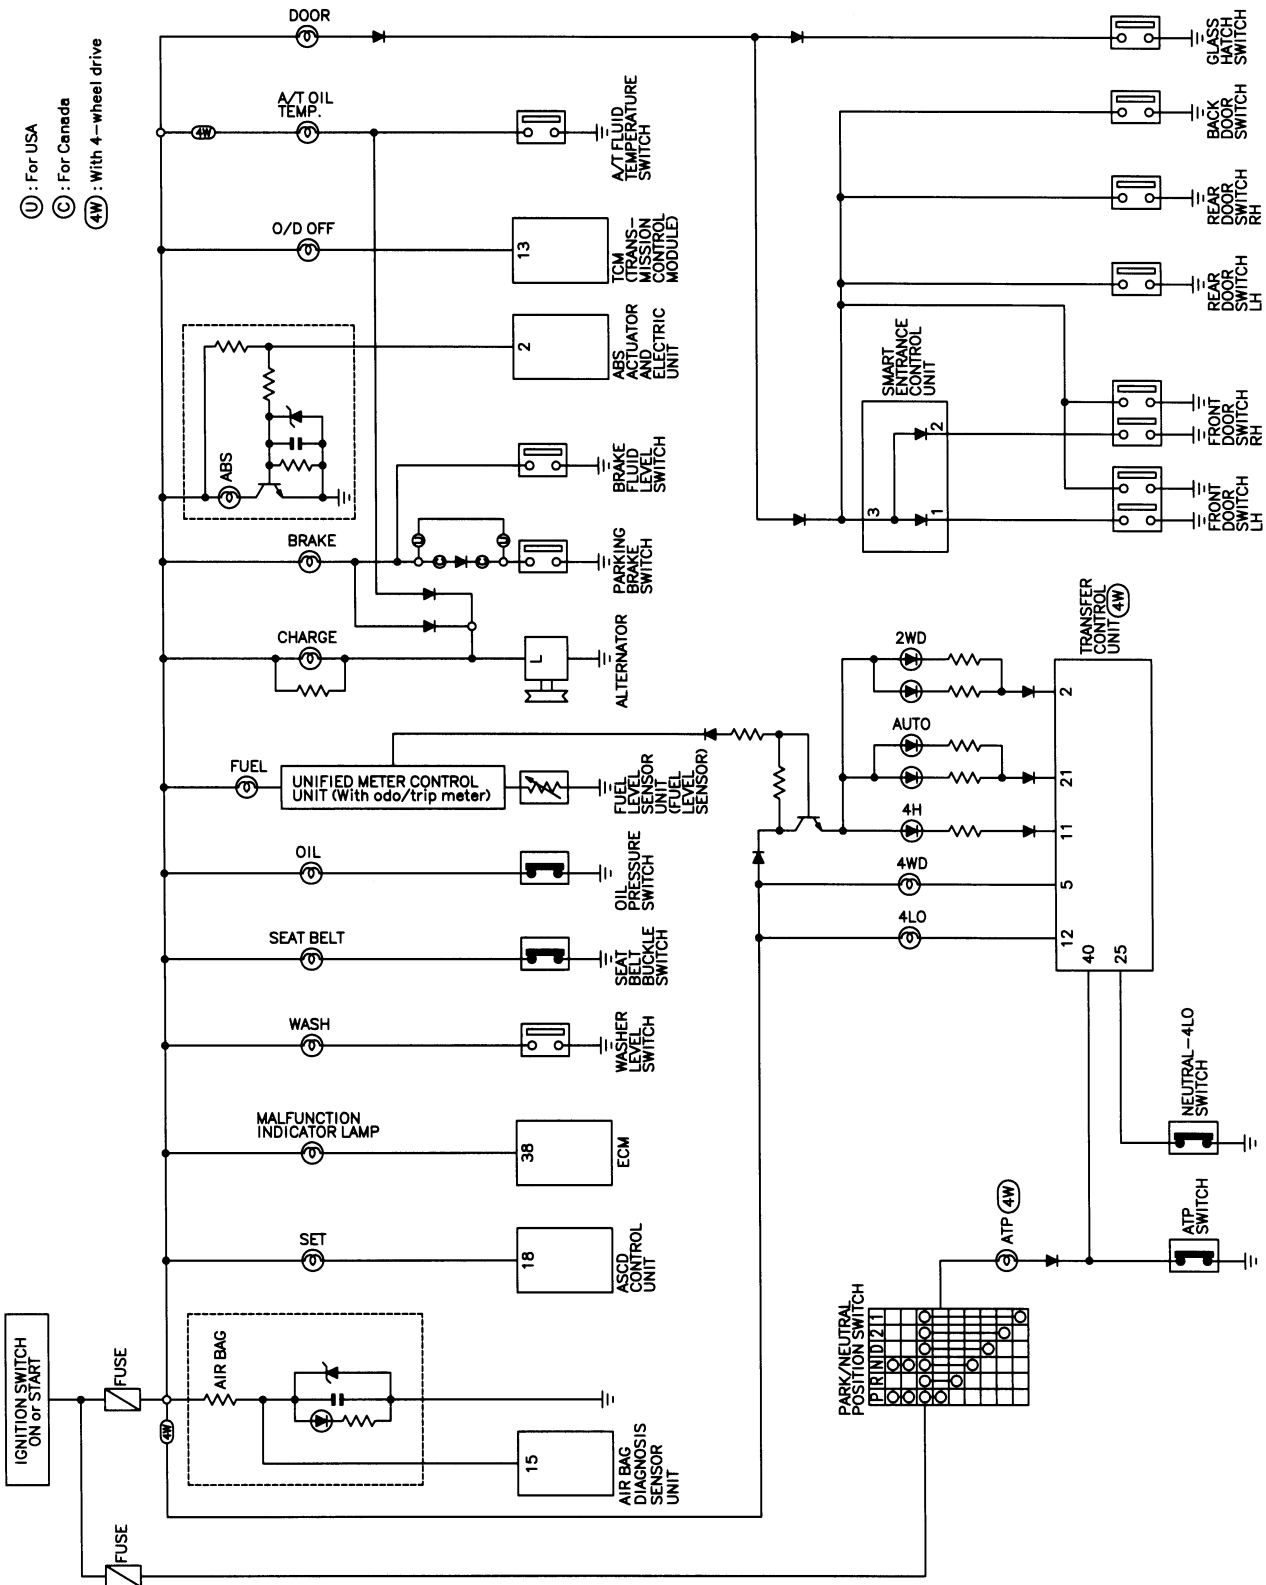 U : For USA
C : For Canada
4W : With 4-wheel drive
DOOR
GLASS
HATCH
SWITCH
A/T OIL
TEMP.
4W
A/T FLUID
TEMPERATURE
SWITCH
BACK
DOOR
SWITCH
O/D OFF
13
TCM
(TRANS-
MISSION
CONTROL
MODULE)
REAR
DOOR
SWITCH
RH
REAR
DOOR
SWITCH
LH
2
ABS
ACTUATOR
AND
ELECTRIC
UNIT
ABS
SMART
ENTRANCE
CONTROL
UNIT
2
3
1
FRONT
DOOR
SWITCH
RH
FRONT
DOOR
SWITCH
LH
BRAKE
FLUID
LEVEL
SWITCH
BRAKE
U
U
PARKING
BRAKE
SWITCH
CHARGE
L
ALTERNATOR
TRANSFER
CONTROL
UNIT 4W
2WD
2
AUTO
21
4H
11
4WD
5
4LO
12
40
25
FUEL
UNIFIED METER CONTROL
UNIT (With odo/trip meter)
FUEL
LEVEL
SENSOR
UNIT
(FUEL
LEVEL
SENSOR)
OIL
OIL
PRESSURE
SWITCH
SEAT BELT
SEAT
BELT
BUCKLE
SWITCH
WASH
WASHER
LEVEL
SWITCH
NEUTRAL-4LO
SWITCH
MALFUNCTION
INDICATOR LAMP
38
ECM
ATP 4W
ATP
SWITCH
SET
18
ASCD
CONTROL
UNIT
IGNITION SWITCH
ON or START
FUSE
4W
AIR BAG
15
AIR BAG
DIAGNOSIS
SENSOR
UNIT
PARK/NEUTRAL
POSITION SWITCH
P R N D 2 1
FUSE